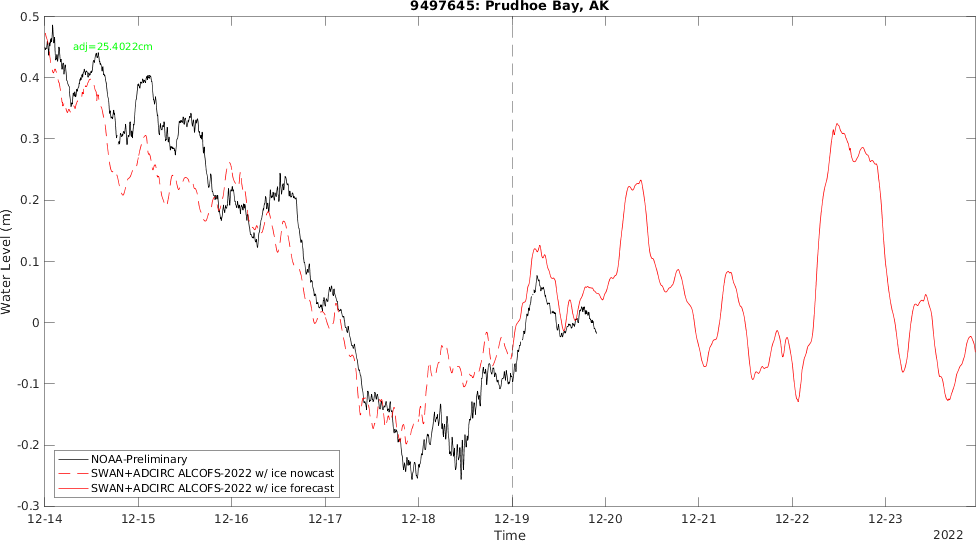 9497645: Prudhoe Bay, AK
adj=25.4022cm
0.5
0.4
0.3
0.2
0.1
0
-0.1
-0.2
-0.3
Water Level (m)
NOAA-Preliminary
SWAN+ADCIRC ALCOFS-2022 w/ ice nowcast
SWAN+ADCIRC ALCOFS-2022 w/ ice forecast
12-14 12-15 12-16 12-17 12-18 12-19 12-20 12-21 12-22 12-23
Time
2022